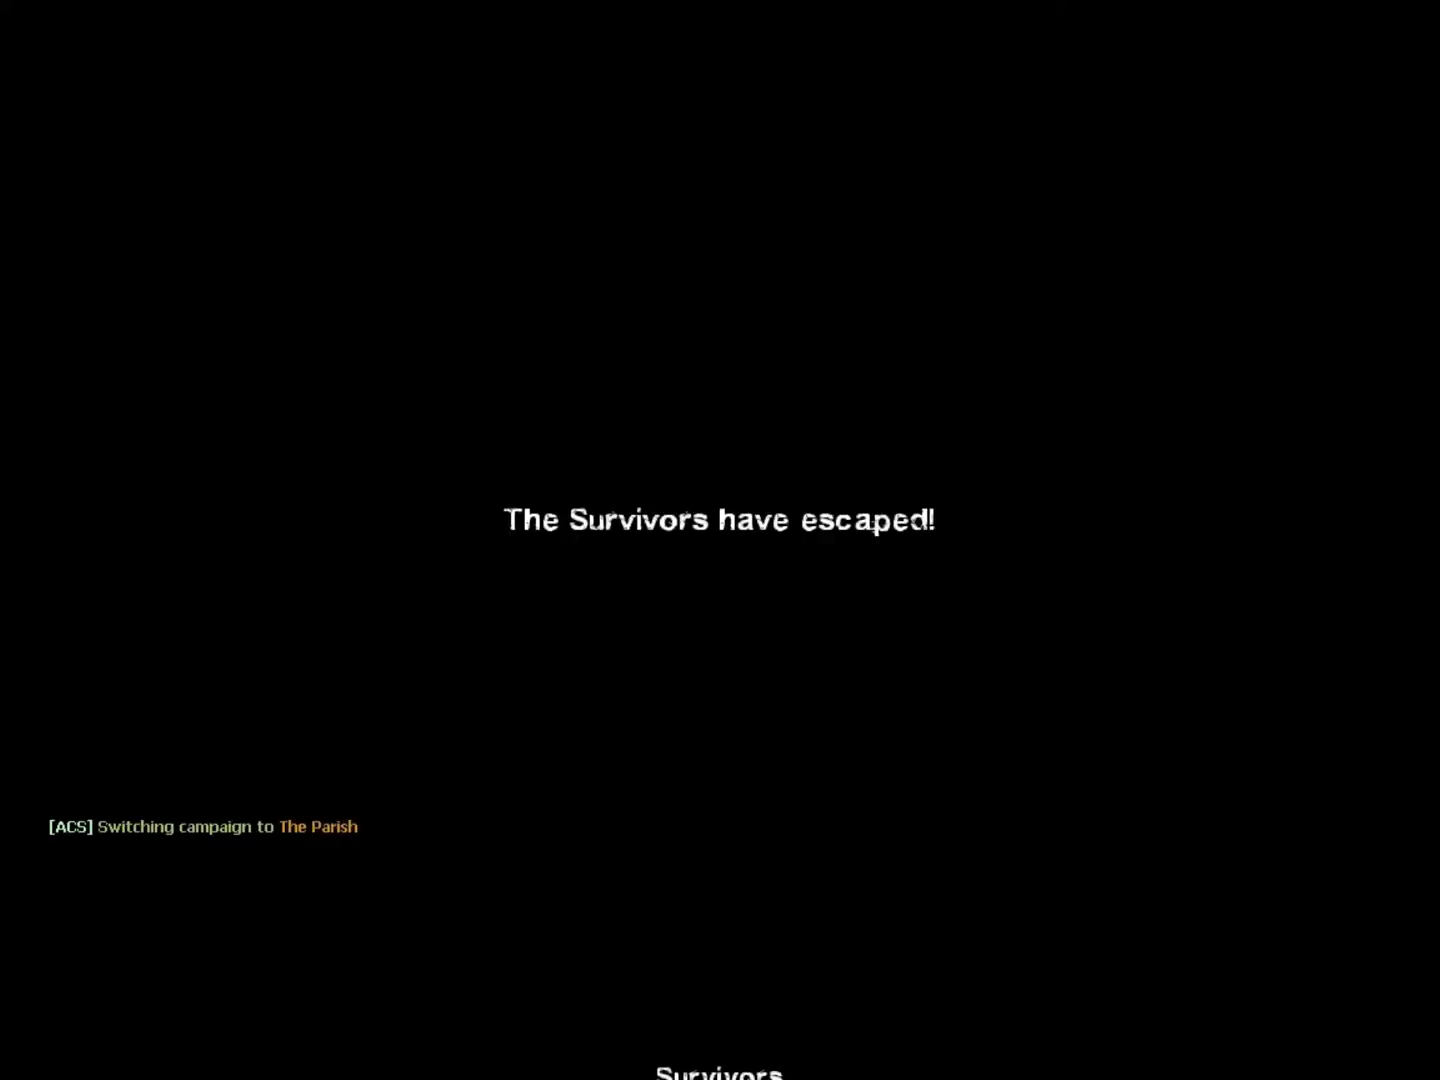 The Survivors have escaped!
[ACS] Switching campaign to The Parish
Survivors